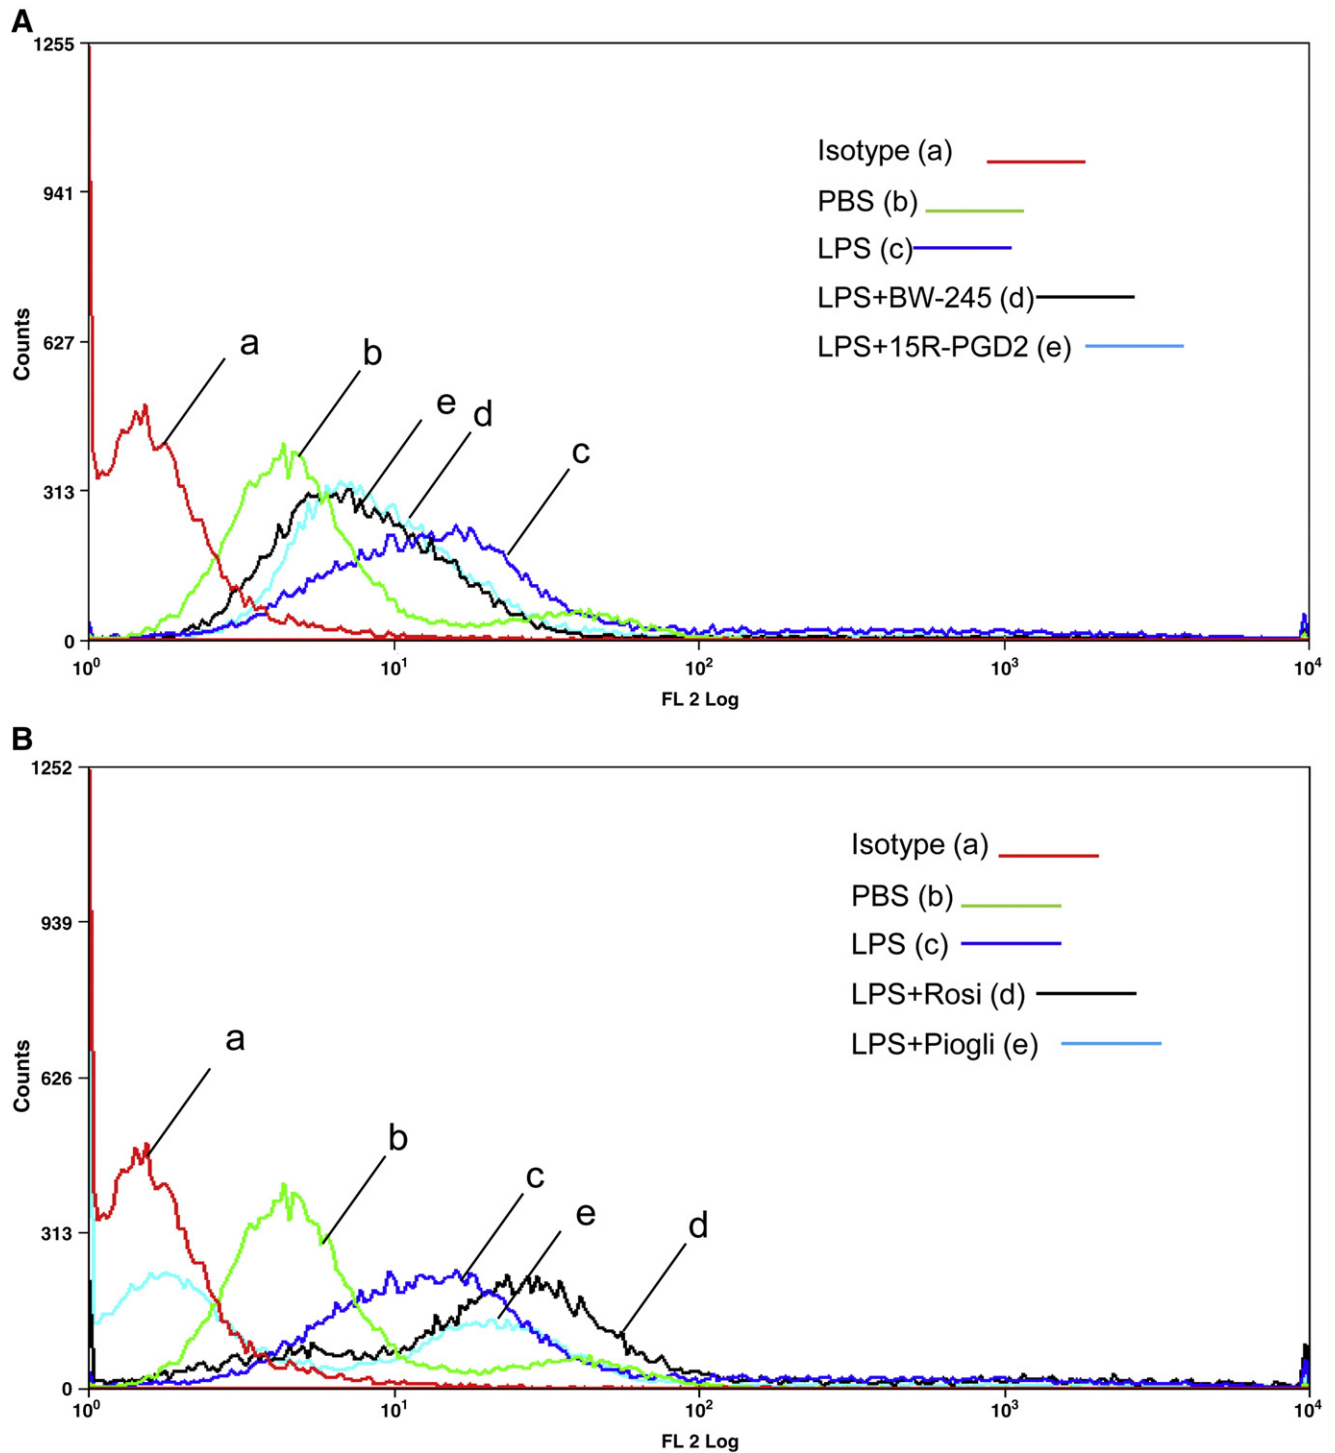 A
1255
941
627
313
0
Counts
Isotype (a)
PBS (b)
LPS (c)
LPS+BW-245 (d)
LPS+15R-PGD2 (e)
a
b
e
d
c
10⁰
10¹
10²
10³
10⁴
FL 2 Log
B
1252
939
626
313
0
Counts
Isotype (a)
PBS (b)
LPS (c)
LPS+Rosi (d)
LPS+Piogli (e)
a
b
c
e
d
10⁰
10¹
10²
10³
10⁴
FL 2 Log